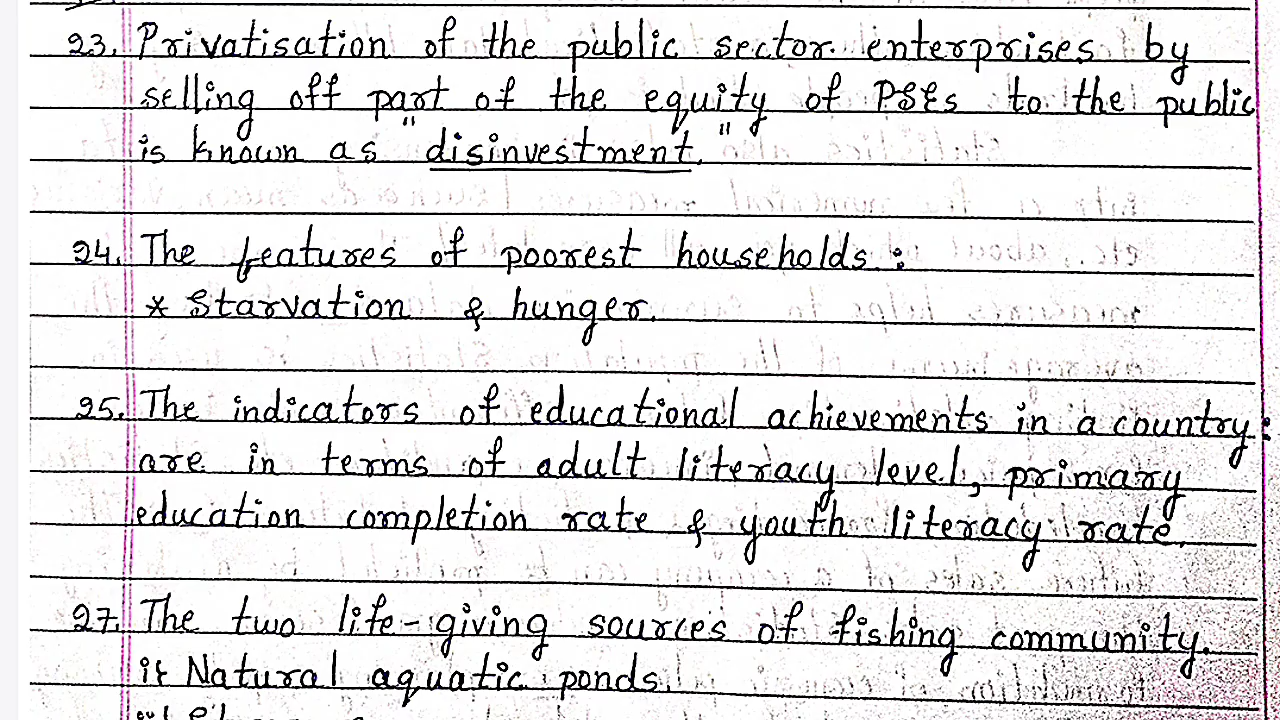 23. Privatisation of the public sector enterprises by
selling off part of the equity of PSEs to the public
is known as "disinvestment."
24. The features of poorest households :
* Starvation & hunger.
25. The indicators of educational achievements in a country :
are in terms of adult literacy level, primary
education completion rate & youth literacy rate.
27. The two life-giving sources of fishing community.
i) Natural aquatic ponds.